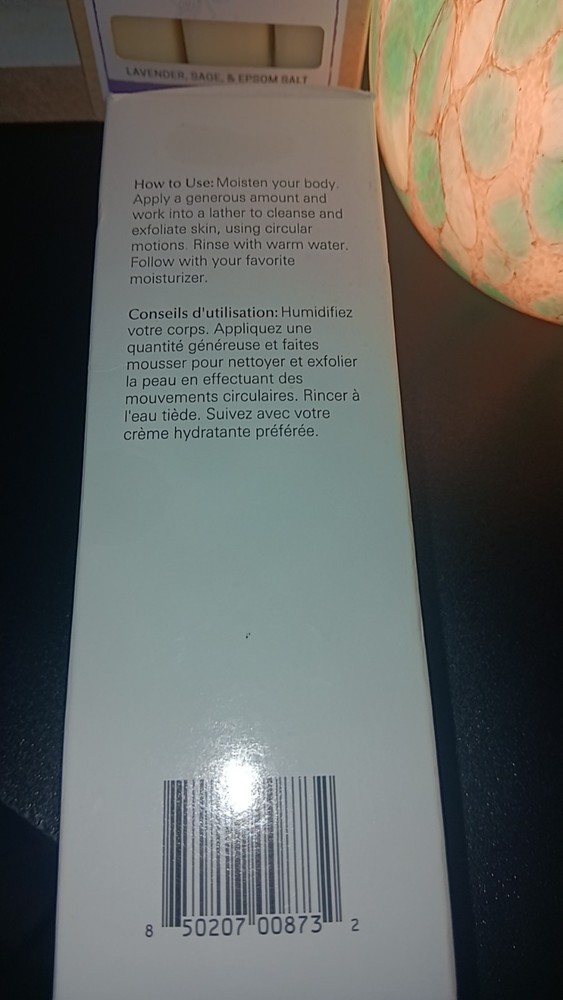 LAVENDER, SAGE, & EPSOM SALT
How to Use: Moisten your body.
Apply a generous amount and
work into a lather to cleanse and
exfoliate skin, using circular
motions. Rinse with warm water.
Follow with your favorite
moisturizer.
Conseils d'utilisation: Humidifiez
votre corps. Appliquez une
quantité généreuse et faites
mousser pour nettoyer et exfolier
la peau en effectuant des
mouvements circulaires. Rincer à
l'eau tiède. Suivez avec votre
crème hydratante préférée.
8 50207 00873 2